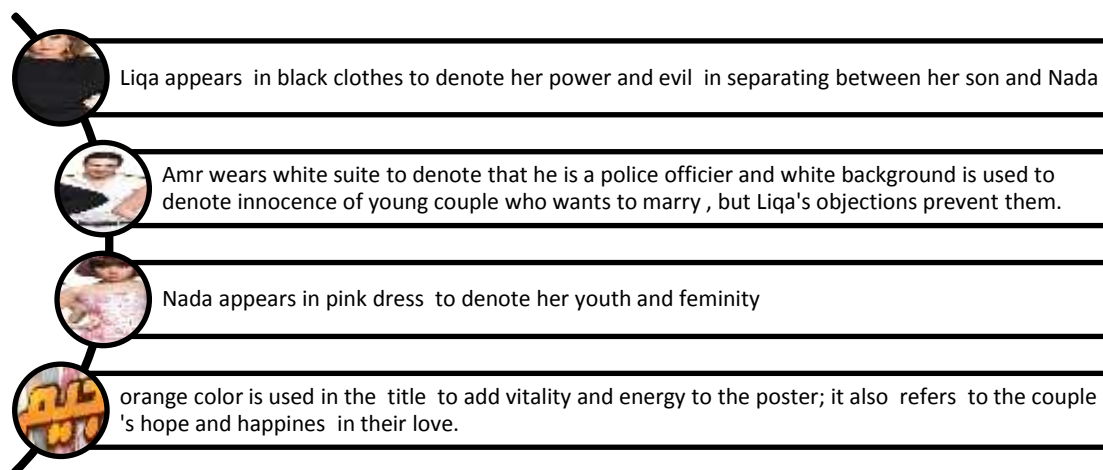 Liqa appears in black clothes to denote her power and evil in separating between her son and Nada
Amr wears white suite to denote that he is a police officier and white background is used to
denote innocence of young couple who wants to marry , but Liqa's objections prevent them.
Nada appears in pink dress to denote her youth and feminity
orange color is used in the title to add vitality and energy to the poster; it also refers to the couple
's hope and happines in their love.